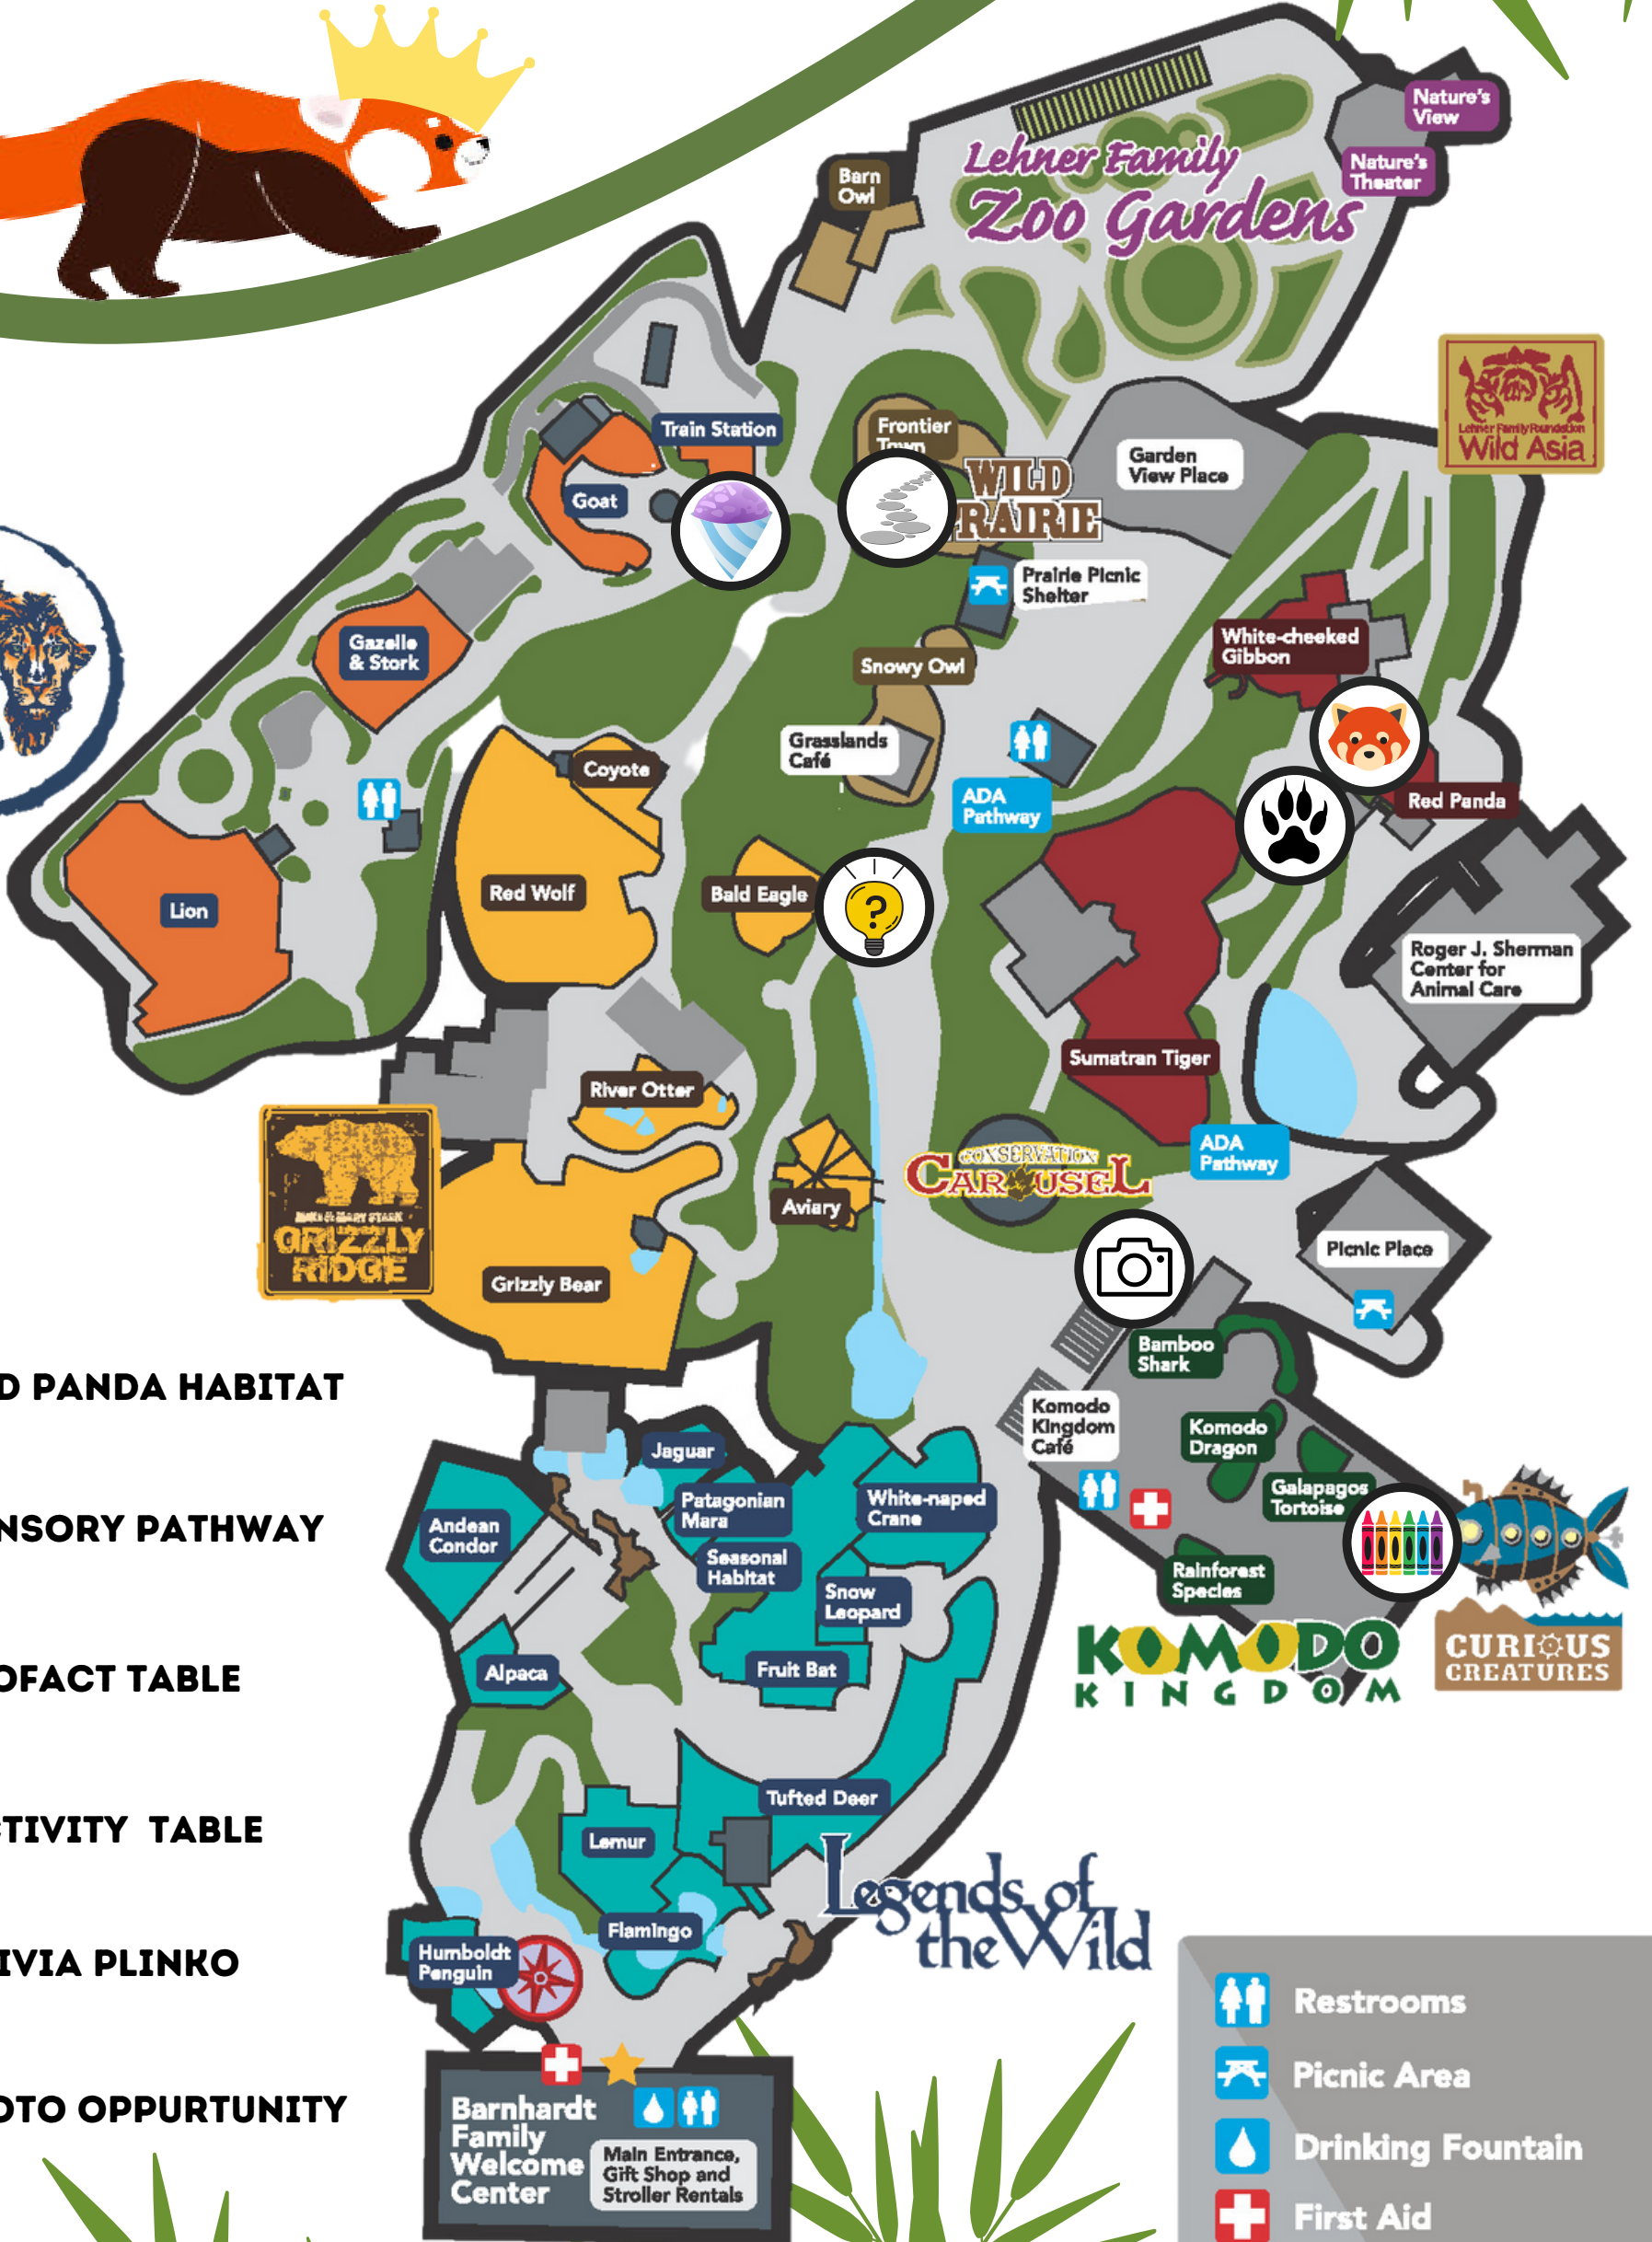 Nature's
View
Nature's
Theater
Lehner Family
Zoo Gardens
Barn
Owl
Lehner Family Foundation
Wild Asia
Train Station
Frontier
Town
Goat
WILD
PRAIRIE
Garden
View Place
Prairie Picnic
Shelter
White-cheeked
Gibbon
Gazelle
& Stork
Snowy Owl
Grasslands
Café
Coyote
ADA
Pathway
Red Panda
Red Wolf
Bald Eagle
?
Lion
Roger J. Sherman
Center for
Animal Care
Sumatran Tiger
River Otter
ADA
Pathway
CONSERVATION
CAROUSEL
Aviary
MIKE & MARY STARK
GRIZZLY
RIDGE
Grizzly Bear
Picnic Place
Bamboo
Shark
D PANDA HABITAT
Komodo
Kingdom
Café
Komodo
Dragon
Jaguar
Galapagos
Tortoise
Patagonian
Mara
White-naped
Crane
Andean
Condor
NSORY PATHWAY
Seasonal
Habitat
Snow
Leopard
Rainforest
Species
KOMODO
KINGDOM
CURIOUS
CREATURES
Alpaca
Fruit Bat
OFACT TABLE
Tufted Deer
TIVITY TABLE
Lemur
Legends of
the Wild
Flamingo
Humboldt
Penguin
IVIA PLINKO
Restrooms
Picnic Area
Drinking Fountain
First Aid
OTO OPPURTUNITY
Barnhardt
Family
Welcome
Center
Main Entrance,
Gift Shop and
Stroller Rentals